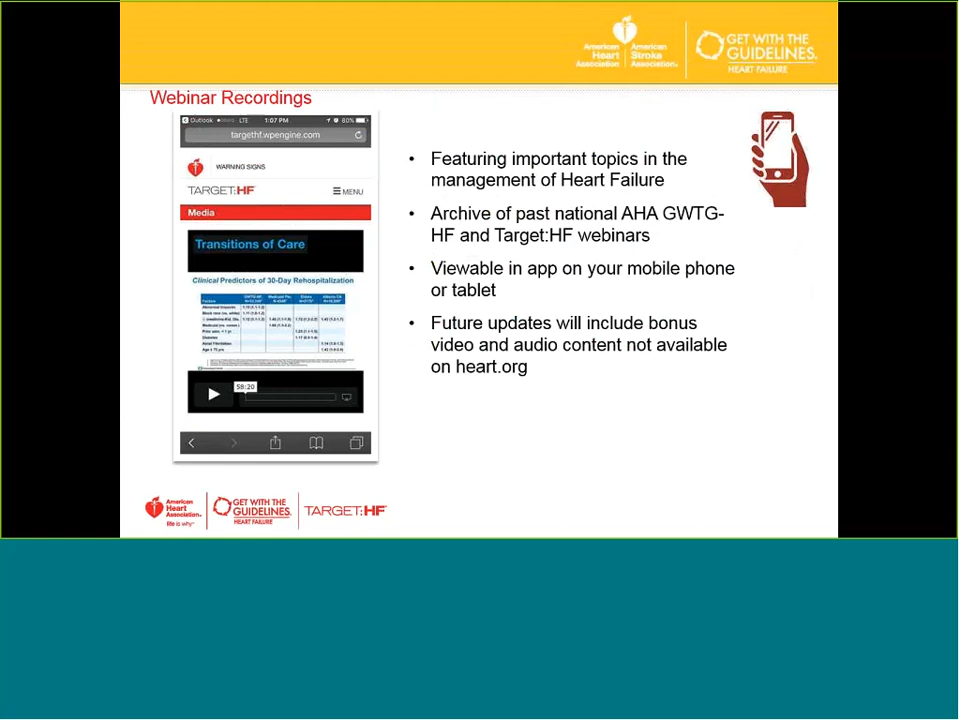 American Heart Association
American Stroke Association.
GET WITH THE
GUIDELINES.
HEART FAILURE
Webinar Recordings
Outlook LTE 1:07 PM 80%
targethf.wpengine.com
WARNING SIGNS
TARGET:HF
MENU
Media
Transitions of Care
Clinical Predictors of 30-Day Rehospitalization
58:20
• Featuring important topics in the
management of Heart Failure
• Archive of past national AHA GWTG-
HF and Target:HF webinars
• Viewable in app on your mobile phone
or tablet
• Future updates will include bonus
video and audio content not available
on heart.org
American
Heart
Association
life is why
GET WITH THE
GUIDELINES.
HEART FAILURE
TARGET:HF